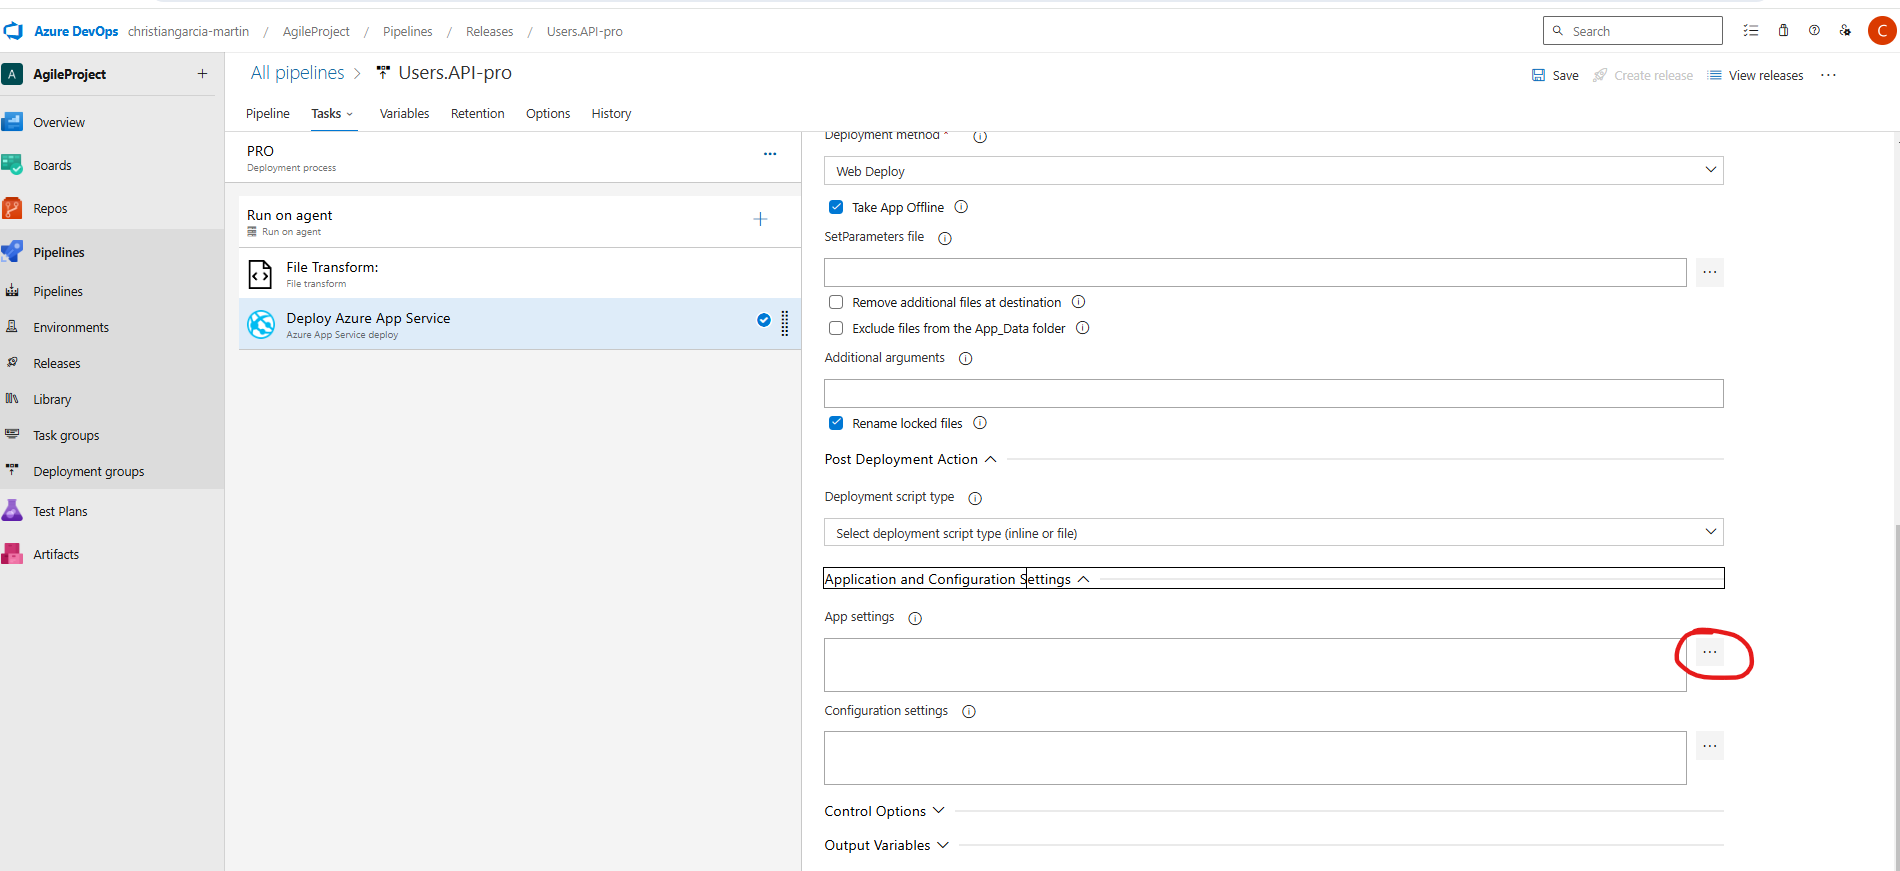 Azure DevOps christiangarcia-martin / AgileProject / Pipelines / Releases / Users.API-pro
Search
C
A AgileProject
Overview
Boards
Repos
Pipelines
Pipelines
Environments
Releases
Library
Task groups
Deployment groups
Test Plans
Artifacts
All pipelines > Users.API-pro
Save
Create release
View releases
Pipeline
Tasks
Variables
Retention
Options
History
PRO
Deployment process
Run on agent
Run on agent
File Transform:
File transform
Deploy Azure App Service
Azure App Service deploy
Deployment method *
Web Deploy
Take App Offline
SetParameters file
Remove additional files at destination
Exclude files from the App_Data folder
Additional arguments
Rename locked files
Post Deployment Action
Deployment script type
Select deployment script type (inline or file)
Application and Configuration Settings
App settings
Configuration settings
Control Options
Output Variables